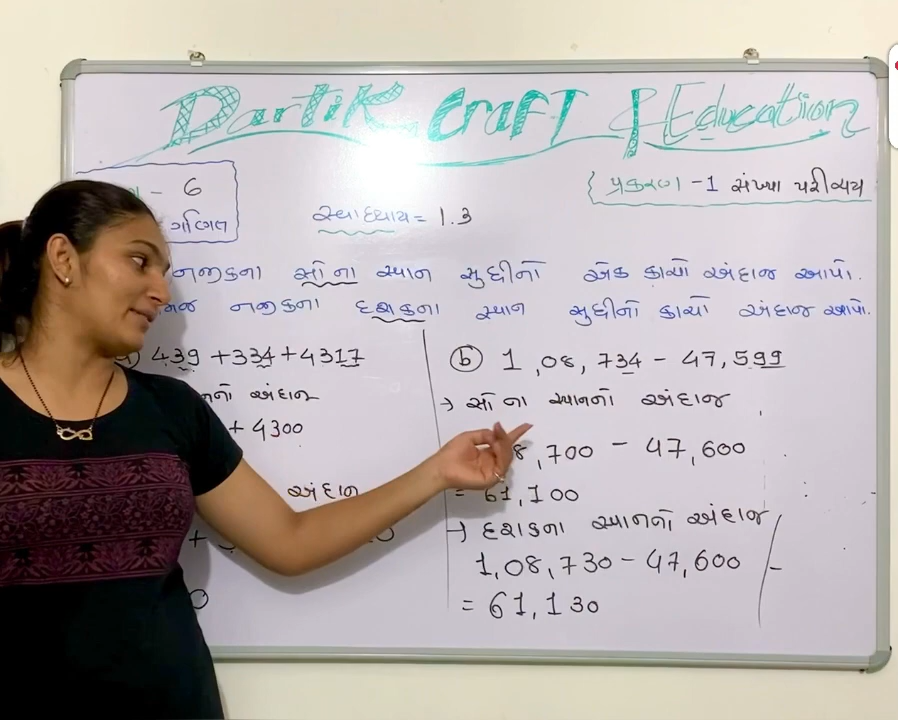 Dartik Craft & Education
- 6
ગણિત
સ્વાધ્યાય = 1.3
પ્રકરણ -1 સંખ્યા પરીચય
નજીકના સો ના સ્થાન સુધીનો એક કાચો અંદાજ આપો.
નજીકના દશકના સ્થાન સુધીનો કાચો અંદાજ આપો.
439 + 334 + 4317
અંદાજ
+ 4300
અંદાજ
ⓑ 1,08,734 - 47,599
→ સો ના સ્થાનનો અંદાજ
8,700 - 47,600
= 61,100
→ દશકના સ્થાનનો અંદાજ
1,08,730 - 47,600
= 61,130